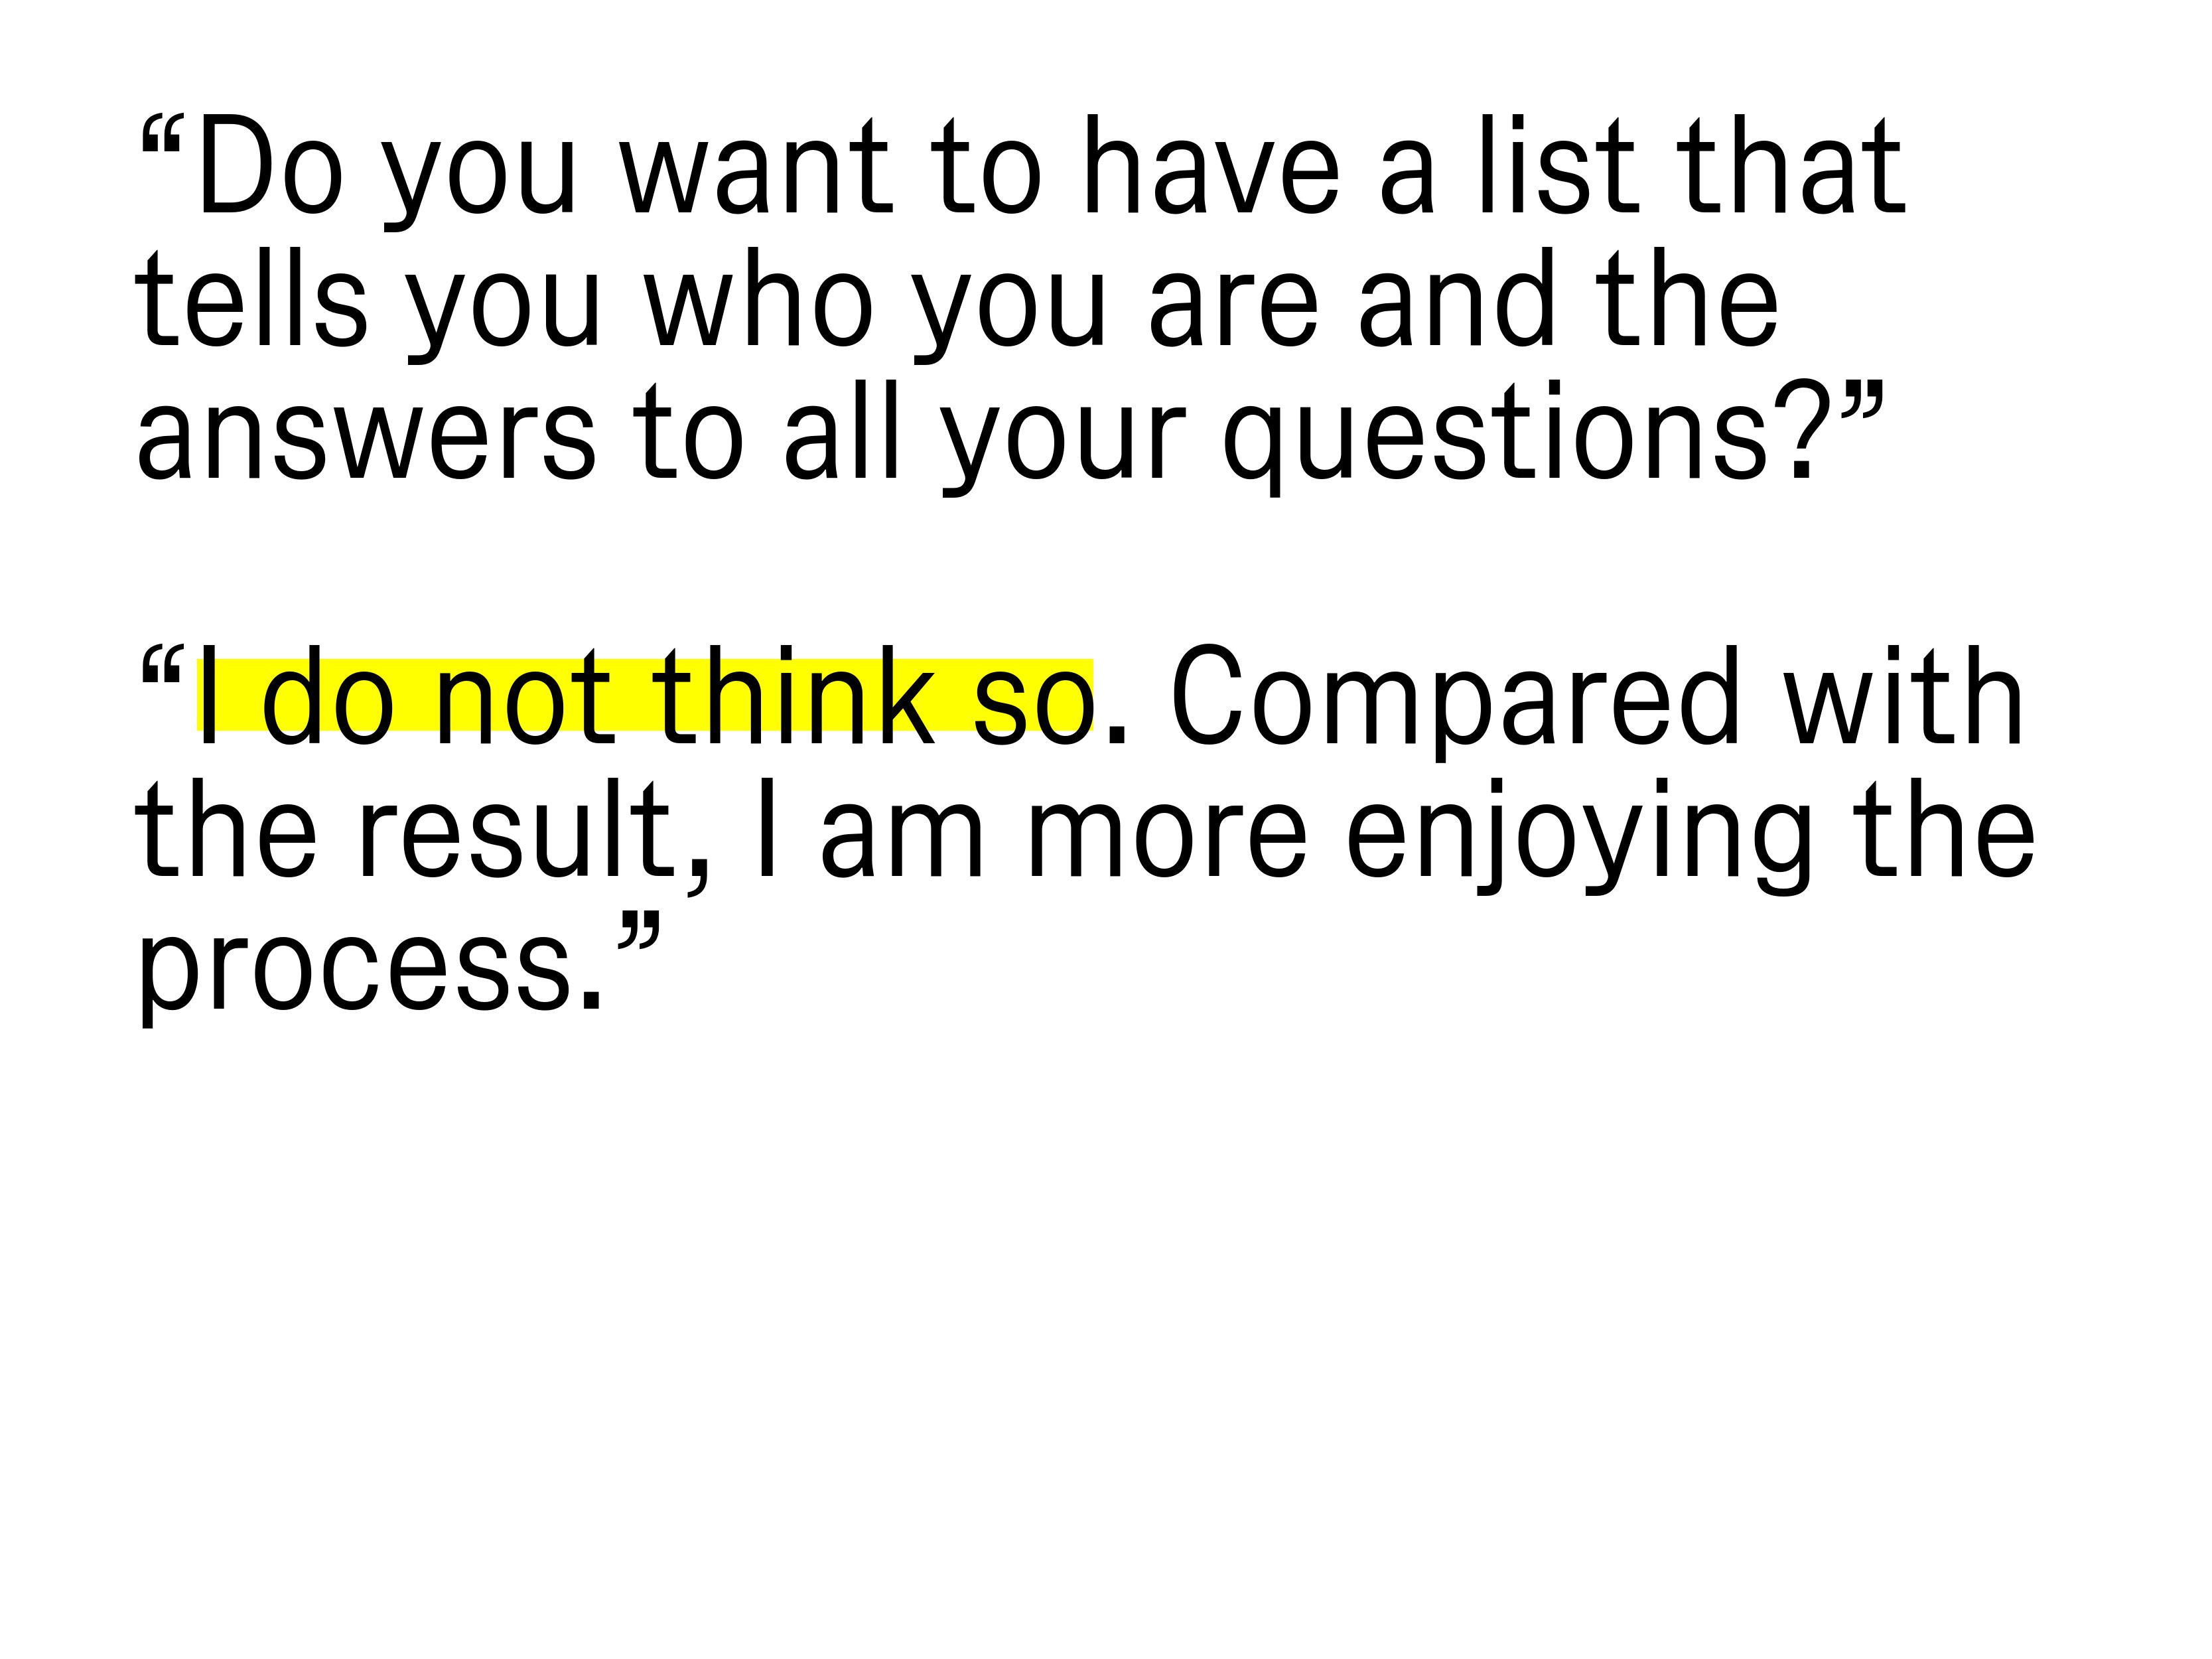 “Do you want to have a list that
tells you who you are and the
answers to all your questions?”
“I do not think so. Compared with
the result, I am more enjoying the
process.”